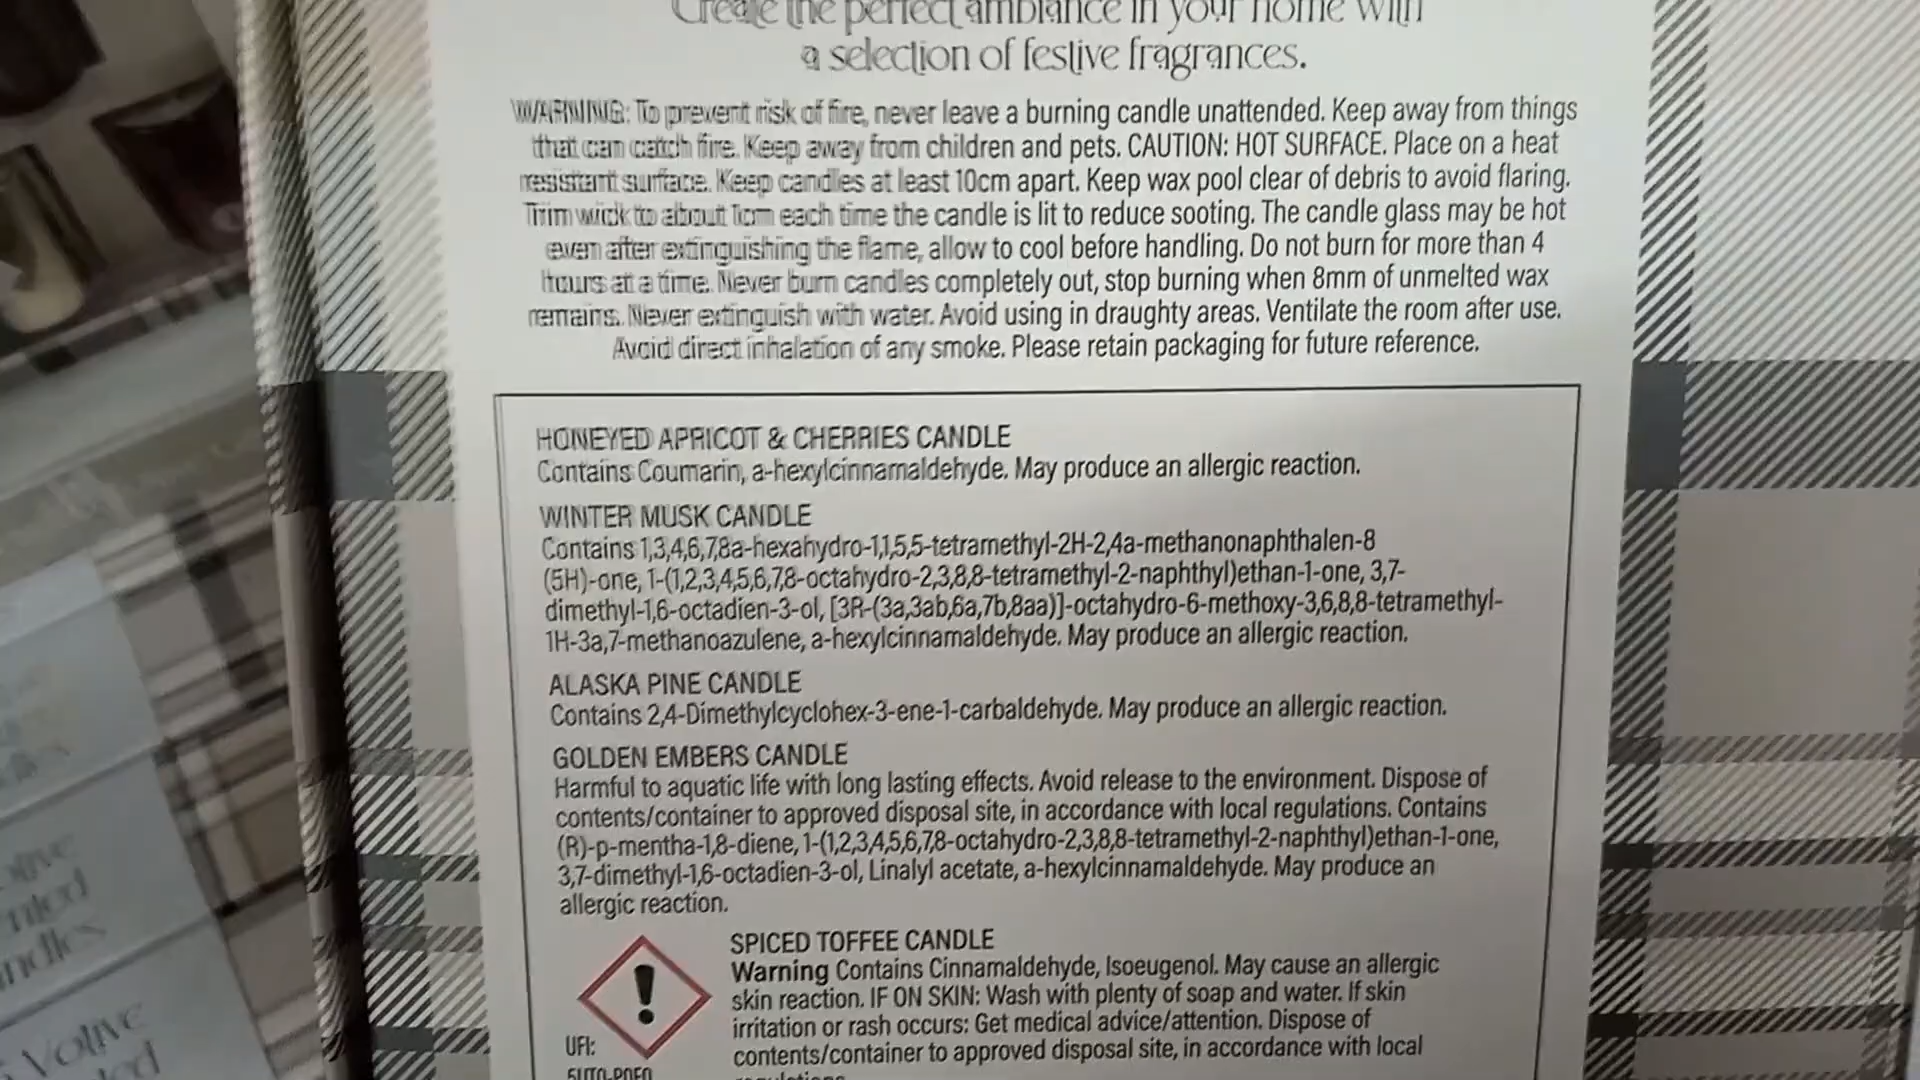 Create the perfect ambiance in your home with
a selection of festive fragrances.
WARNING: To prevent risk of fire, never leave a burning candle unattended. Keep away from things
that can catch fire. Keep away from children and pets. CAUTION: HOT SURFACE. Place on a heat
resistant surface. Keep candles at least 10cm apart. Keep wax pool clear of debris to avoid flaring.
Trim wick to about 1cm each time the candle is lit to reduce sooting. The candle glass may be hot
even after extinguishing the flame, allow to cool before handling. Do not burn for more than 4
hours at a time. Never burn candles completely out, stop burning when 8mm of unmelted wax
remains. Never extinguish with water. Avoid using in draughty areas. Ventilate the room after use.
Avoid direct inhalation of any smoke. Please retain packaging for future reference.
HONEYED APRICOT & CHERRIES CANDLE
Contains Coumarin, a-hexylcinnamaldehyde. May produce an allergic reaction.
WINTER MUSK CANDLE
Contains 1,3,4,6,7,8a-hexahydro-1,1,5,5-tetramethyl-2H-2,4a-methanonaphthalen-8
(5H)-one, 1-(1,2,3,4,5,6,7,8-octahydro-2,3,8,8-tetramethyl-2-naphthyl)ethan-1-one, 3,7-
dimethyl-1,6-octadien-3-ol, [3R-(3a,3ab,6a,7b,8aa)]-octahydro-6-methoxy-3,6,8,8-tetramethyl-
1H-3a,7-methanoazulene, a-hexylcinnamaldehyde. May produce an allergic reaction.
ALASKA PINE CANDLE
Contains 2,4-Dimethylcyclohex-3-ene-1-carbaldehyde. May produce an allergic reaction.
GOLDEN EMBERS CANDLE
Harmful to aquatic life with long lasting effects. Avoid release to the environment. Dispose of
contents/container to approved disposal site, in accordance with local regulations. Contains
(R)-p-mentha-1,8-diene, 1-(1,2,3,4,5,6,7,8-octahydro-2,3,8,8-tetramethyl-2-naphthyl)ethan-1-one,
3,7-dimethyl-1,6-octadien-3-ol, Linalyl acetate, a-hexylcinnamaldehyde. May produce an
allergic reaction.
SPICED TOFFEE CANDLE
Warning Contains Cinnamaldehyde, Isoeugenol. May cause an allergic
skin reaction. IF ON SKIN: Wash with plenty of soap and water. If skin
irritation or rash occurs: Get medical advice/attention. Dispose of
contents/container to approved disposal site, in accordance with local
UFI:
Votive